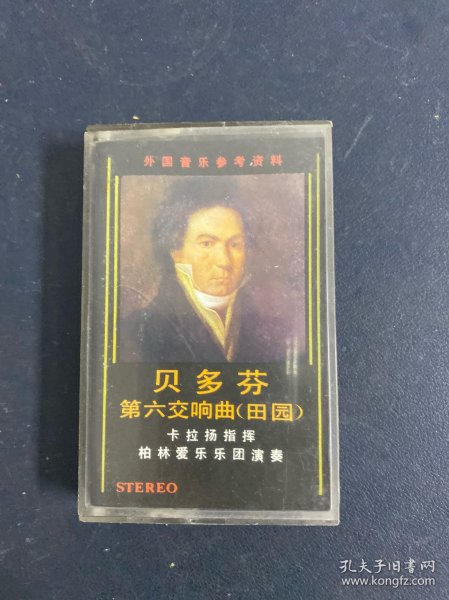 外国音乐参考资料
贝多芬
第六交响曲(田园)
卡拉扬指挥
柏林爱乐乐团演奏
STEREO
孔夫子旧书网
www.kongfz.com